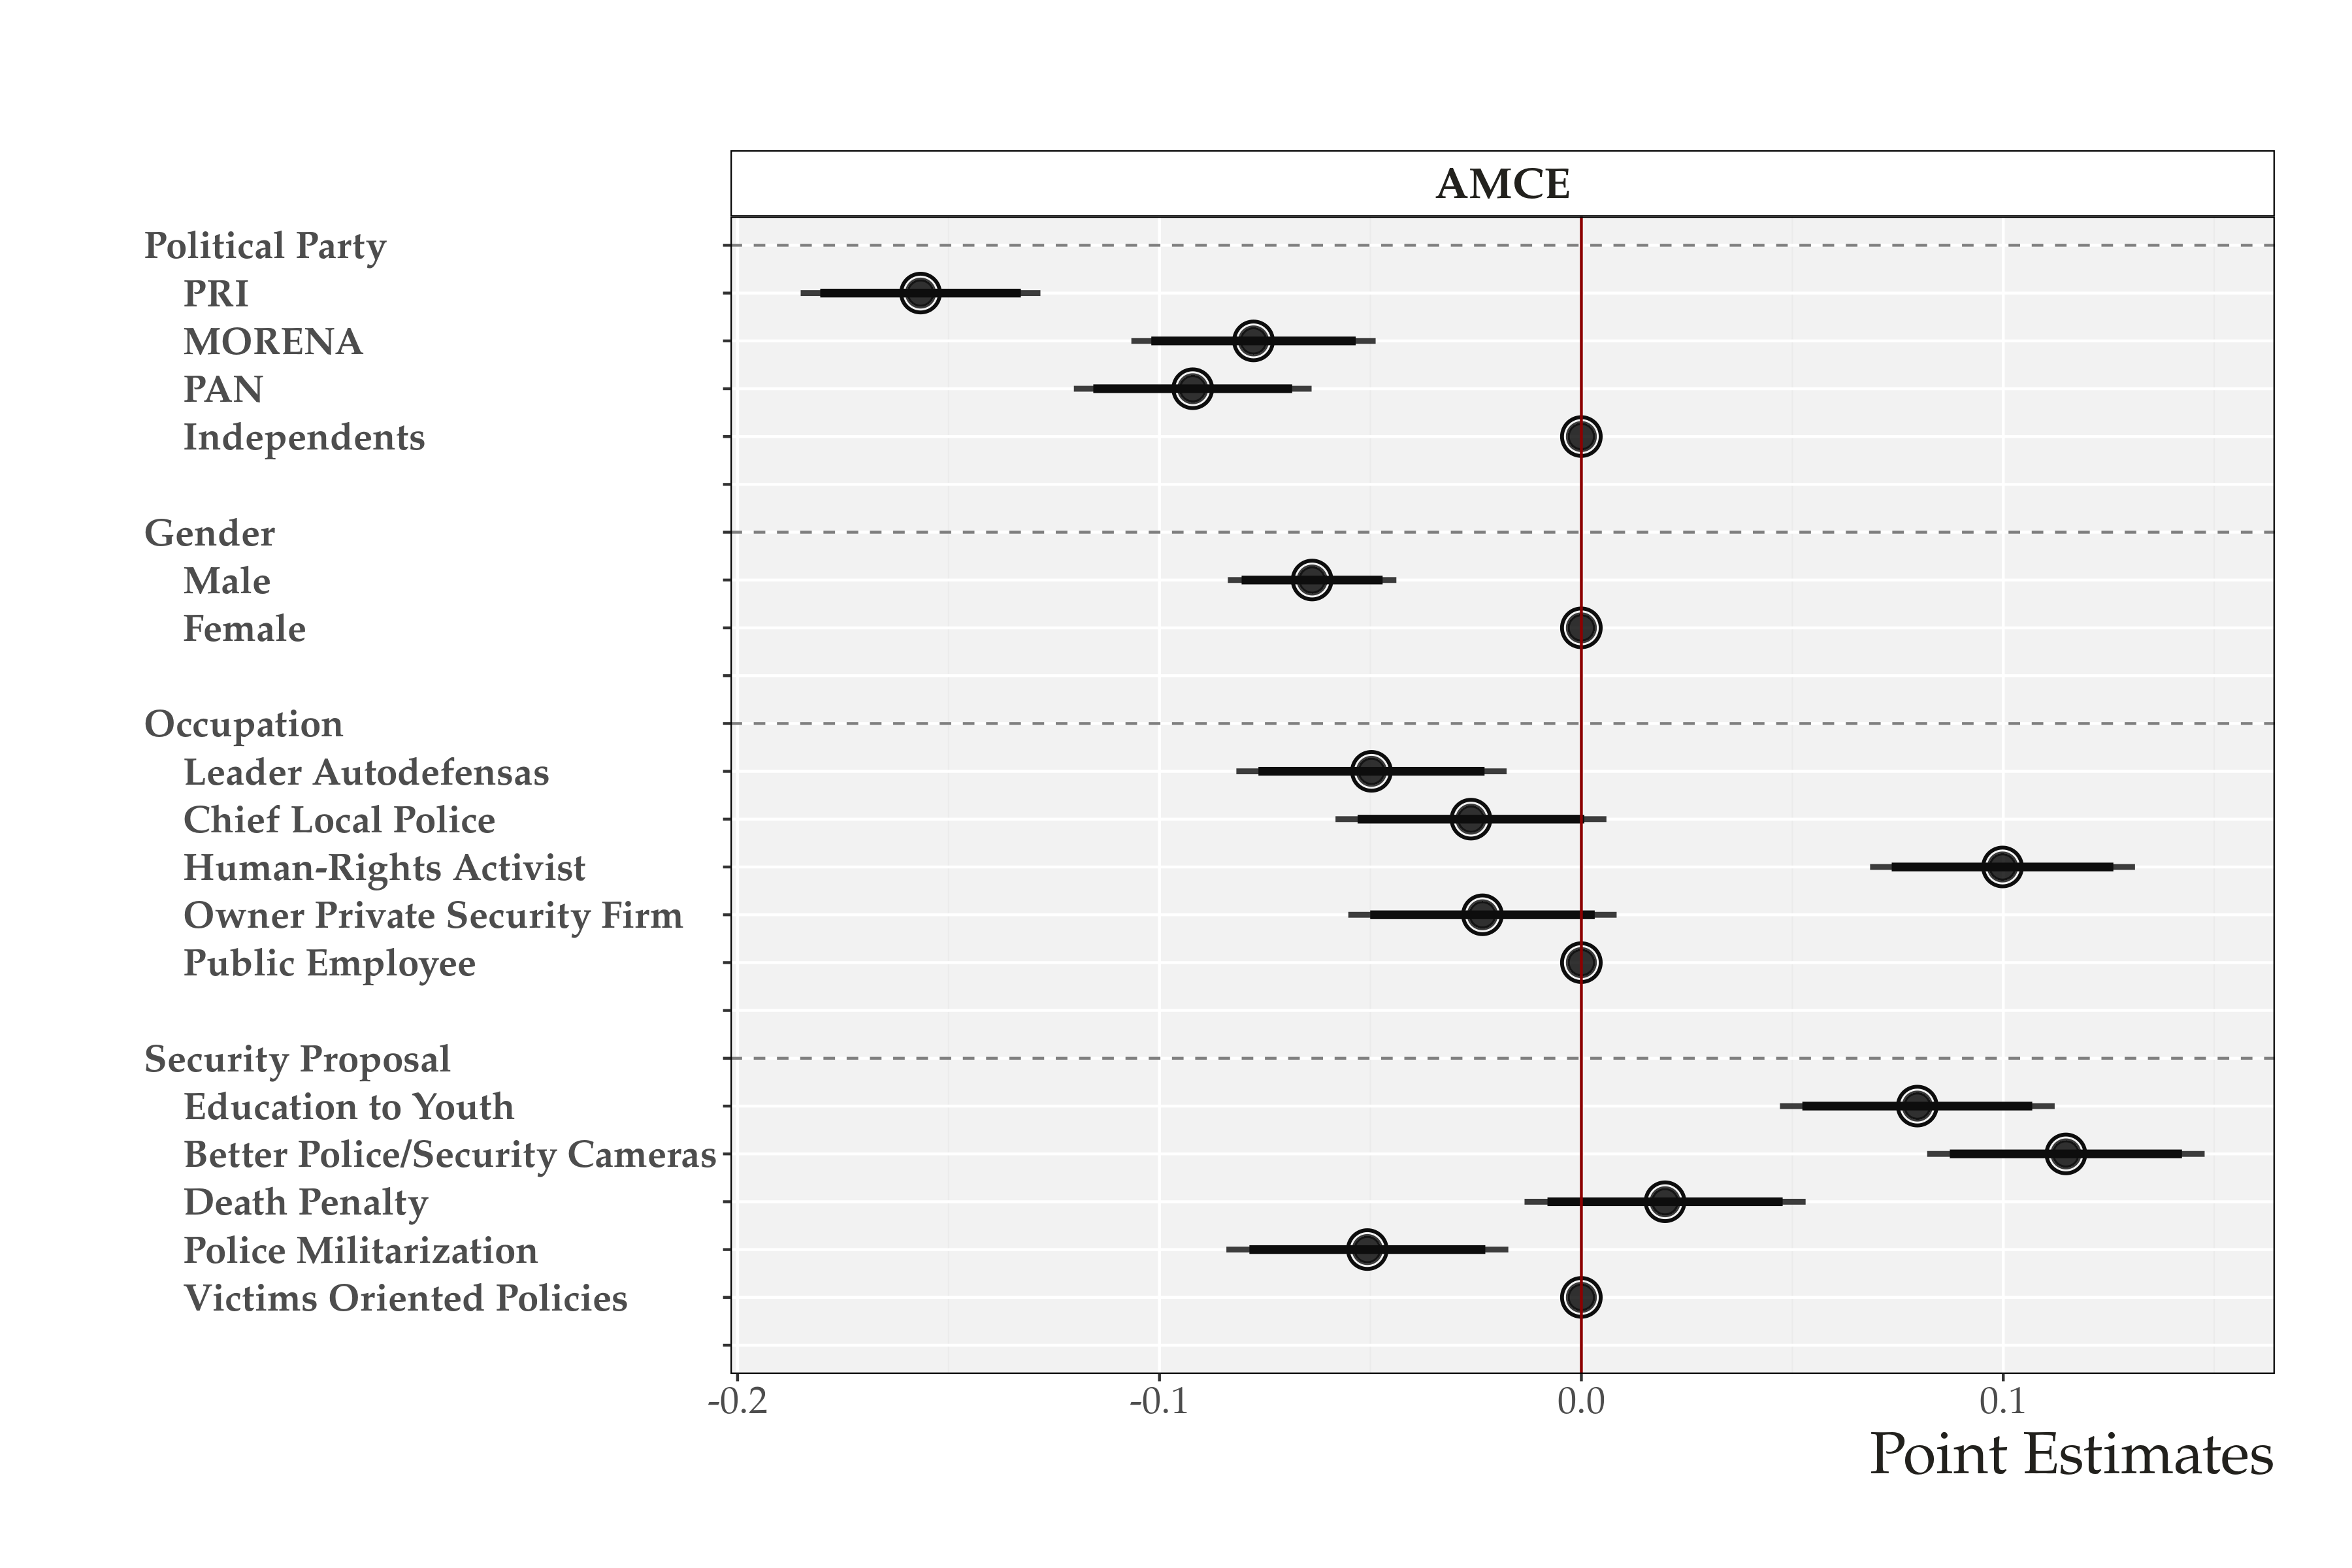 AMCE
Political Party
PRI
MORENA
PAN
Independents
Gender
Male
Female
Occupation
Leader Autodefensas
Chief Local Police
Human-Rights Activist
Owner Private Security Firm
Public Employee
Security Proposal
Education to Youth
Better Police/Security Cameras
Death Penalty
Police Militarization
Victims Oriented Policies
-0.2 -0.1 0.0 0.1
Point Estimates